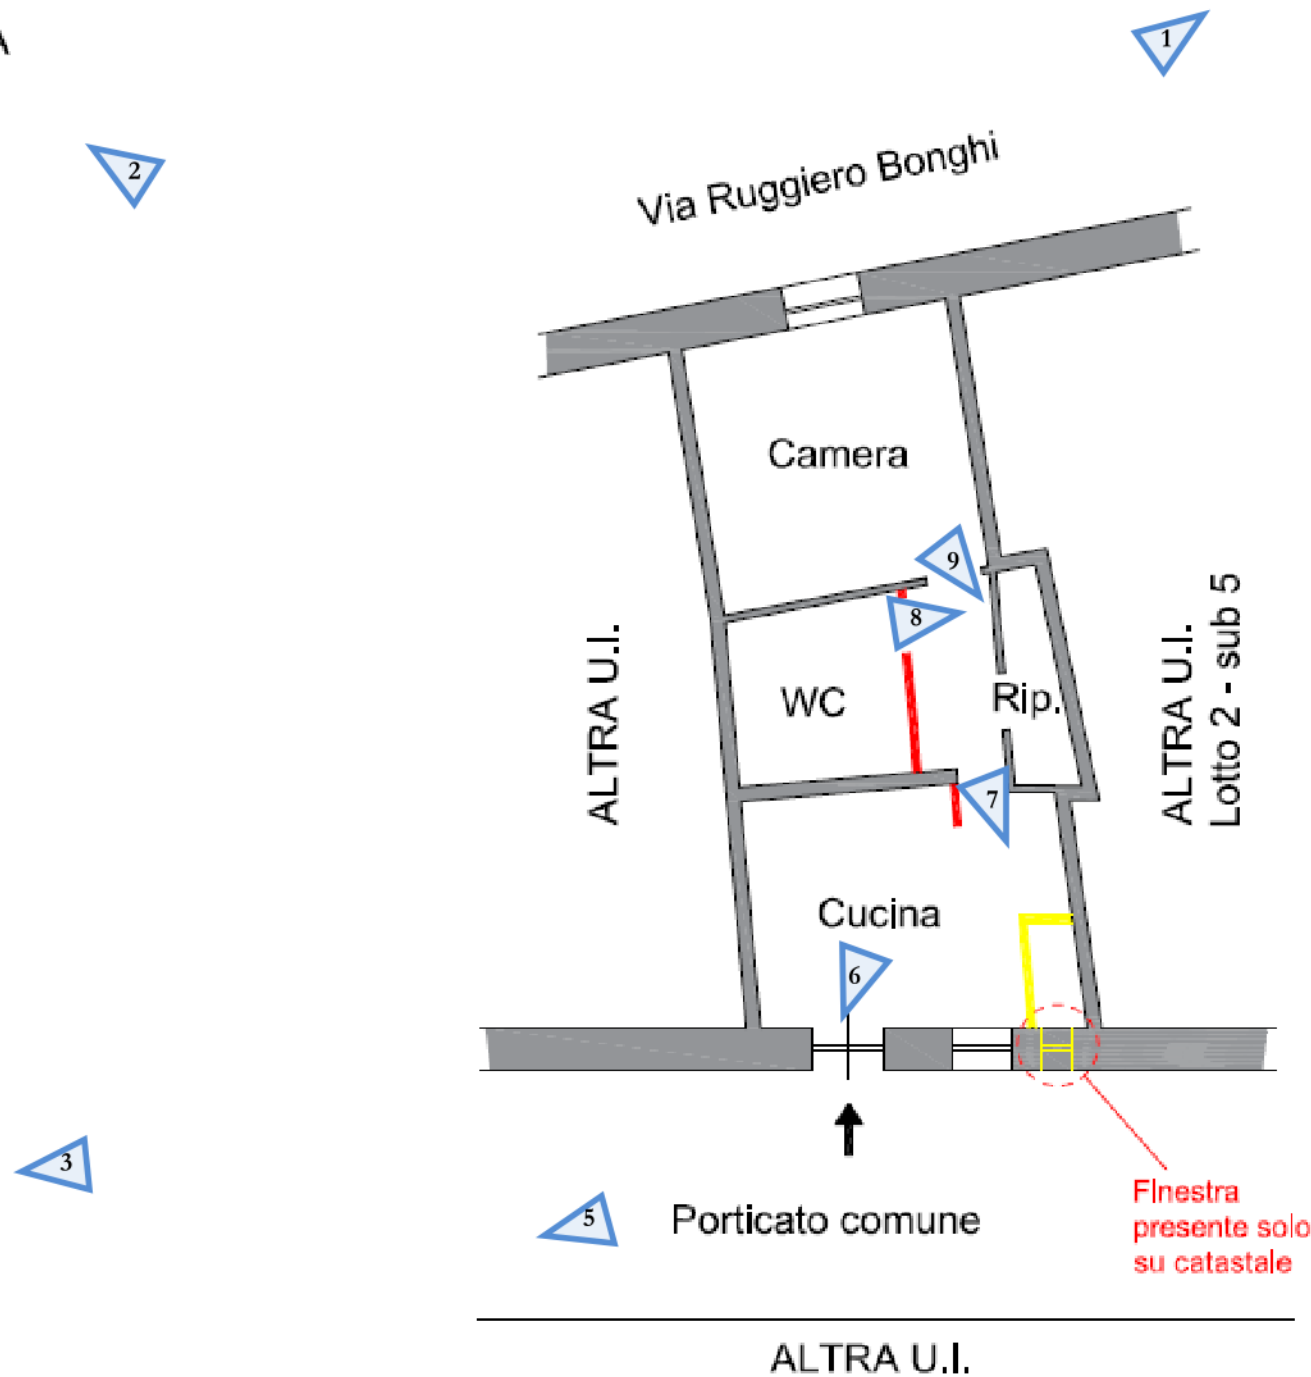 A
1
2
Via Ruggiero Bonghi
Camera
9
8
ALTRA U.I.
WC
Rip.
ALTRA U.I.
Lotto 2 - sub 5
7
Cucina
6
3
5
Porticato comune
FInestra
presente solo
su catastale
ALTRA U.I.